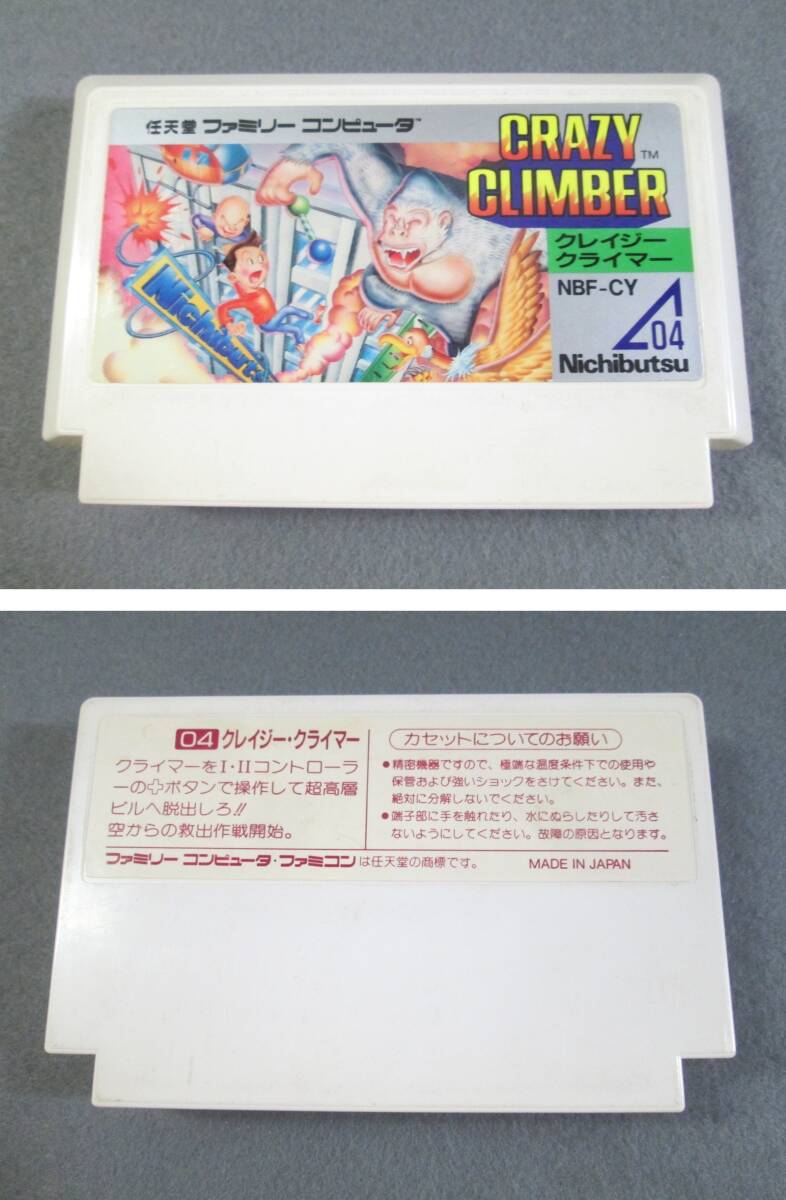 任天堂 ファミリー コンピュータ™
CRAZY
CLIMBER™
クレイジー
クライマー
NBF-CY
04
Nichibutsu
Nichibutsu
04 クレイジー・クライマー
クライマーをI・IIコントローラ
ーの✚ボタンで操作して超高層
ビルへ脱出しろ!!
空からの救出作戦開始。
カセットについてのお願い
●精密機器ですので、極端な温度条件下での使用や
保管および強いショックをさけてください。また、
絶対に分解しないでください。
●端子部に手を触れたり、水にぬらしたりして汚さ
ないようにしてください。故障の原因となります。
ファミリー コンピュータ・ファミコンは任天堂の商標です。
MADE IN JAPAN